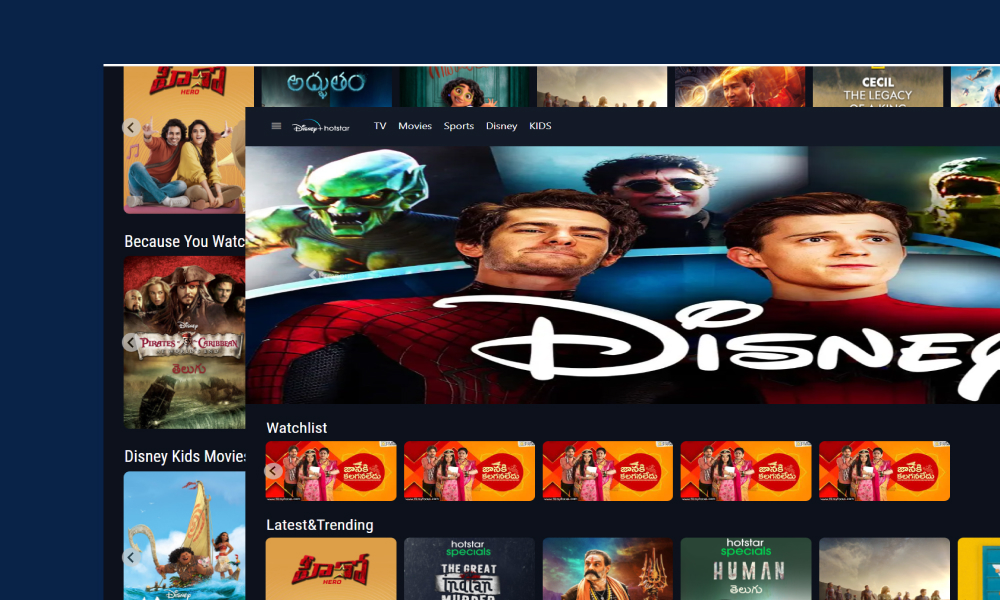 హీరో
HERO
అద్భుతం
CECIL
THE LEGACY
OF A KING
Disney+ hotstar
TV
Movies
Sports
Disney
KIDS
Because You Watc
Disney
PIRATES of the CARIBBEAN
తెలుగు
DISNEY
Watchlist
జానకి
కలగనలేదు
జానకి
కలగనలేదు
జానకి
కలగనలేదు
జానకి
కలగనలేదు
జానకి
కలగనలేదు
Disney Kids Movies
Latest&Trending
హీరో
HERO
hotstar
specials
THE GREAT
Indian
MURDER
hotstar
specials
HUMAN
తెలుగు
Disney